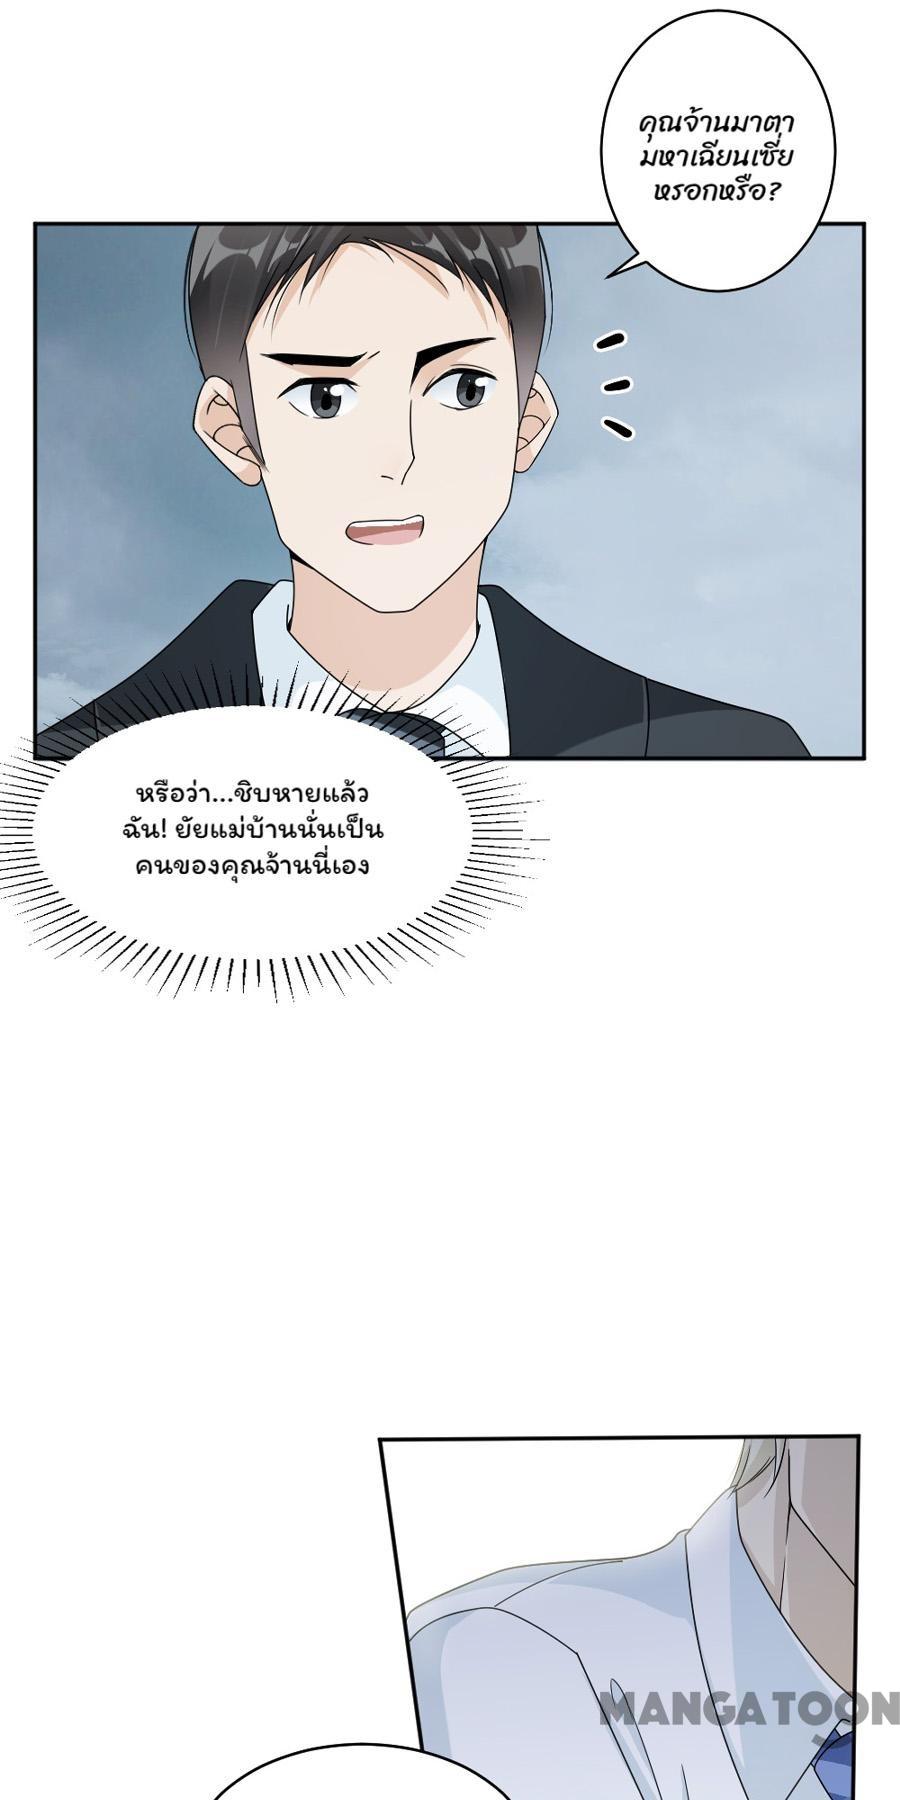 คุณจ้านมาตา
มหาเฉียนเซี่ย
หรอกหรือ?
หรือว่า...ชิบหายแล้ว
ฉัน! ยัยแม่บ้านนั่นเป็น
คนของคุณจ้านนี่เอง
MANGATOON